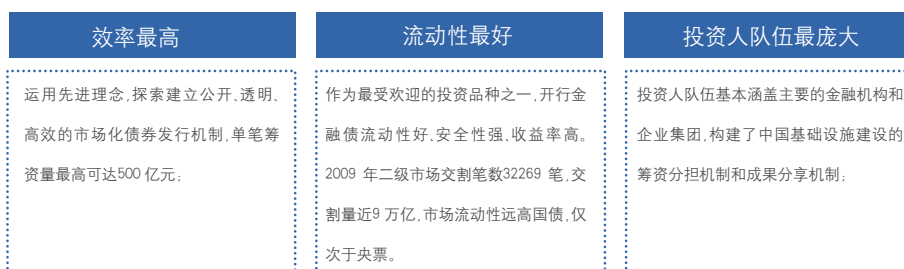 效率最高
运用先进理念,探索建立公开、透明、
高效的市场化债券发行机制,单笔筹
资量最高可达500 亿元;
流动性最好
作为最受欢迎的投资品种之一,开行金
融债流动性好、安全性强、收益率高。
2009 年二级市场交割笔数32269 笔,交
割量近9 万亿,市场流动性远高国债,仅
次于央票。
投资人队伍最庞大
投资人队伍基本涵盖主要的金融机构和
企业集团,构建了中国基础设施建设的
筹资分担机制和成果分享机制;